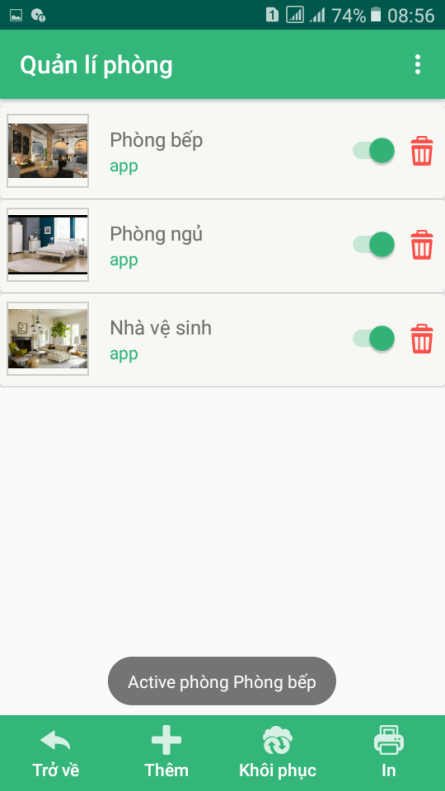 1 74% 08:56
Quản lí phòng
Phòng bếp
app
Phòng ngủ
app
Nhà vệ sinh
app
Active phòng Phòng bếp
Trở về Thêm Khôi phục In